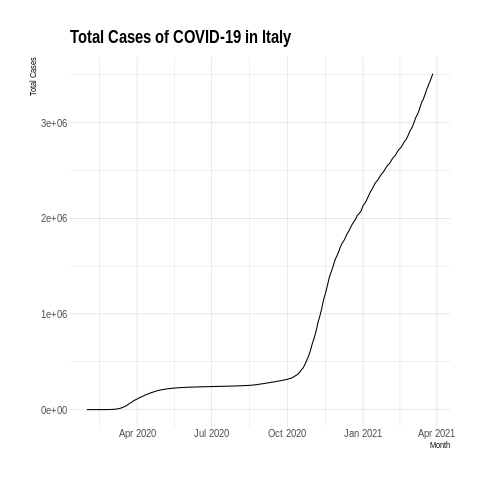 Total Cases of COVID-19 in Italy
Total Cases
3e+06
2e+06
1e+06
0e+00
Apr 2020 Jul 2020 Oct 2020 Jan 2021 Apr 2021
Month